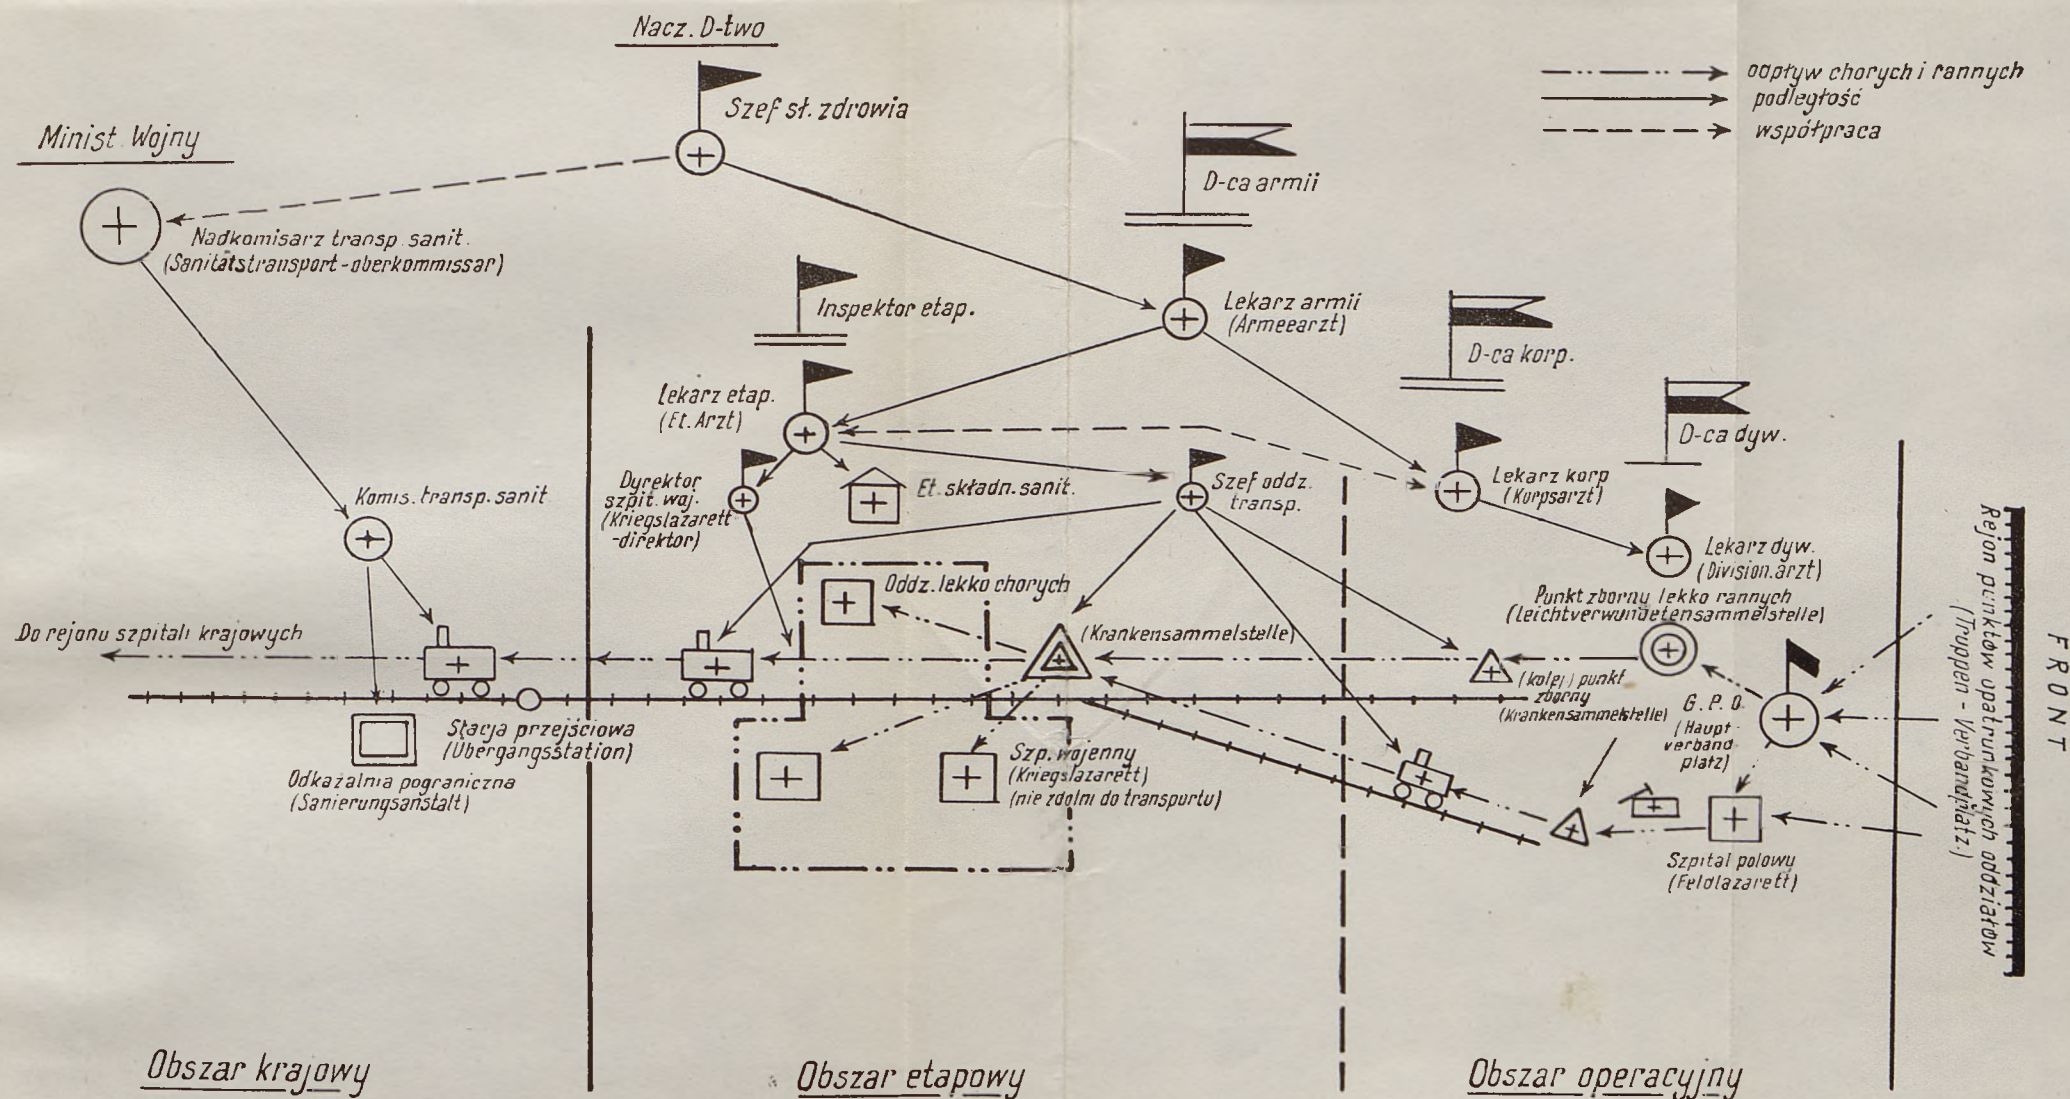 Nacz. D-two
Szef sł. zdrowia
Minist. Wojny
Nadkomisarz transp. sanit.
(Sanitätstransport-oberkommissar)
odpływ chorych i rannych
podległość
współpraca
D-ca armii
Inspektor etap.
Lekarz armii
(Armeearzt)
D-ca korp.
Lekarz etap.
(Et. Arzt)
D-ca dyw.
Komis. transp. sanit
Dyrektor
szpit. woj.
(Kriegslazarett
-direktor)
Et. składn. sanit.
Szef oddz.
transp.
Lekarz korp
(Korpsarzt)
Lekarz dyw.
(Division.arzt)
Oddz. lekko chorych
Punkt zborny lekko rannych
(Leichtverwundetensammelstelle)
Do rejonu szpitali krajowych
(Krankensammelstelle)
(kolej) punkt
zborny
(Krankensammelstelle)
G. P. O.
(Haupt-
verband
platz)
Stacja przejściowa
(Ubergangsstation)
Odkażalnia pograniczna
(Sanierungsanstalt)
Szp. wojenny
(Kriegslazarett)
(nie zdolni do transportu)
Szpital polowy
(Feldlazarett)
Rejon punktów opatrunkowych oddziałów
(Truppen - Verbandplatz.)
FRONT
Obszar krajowy
Obszar etapowy
Obszar operacyjny